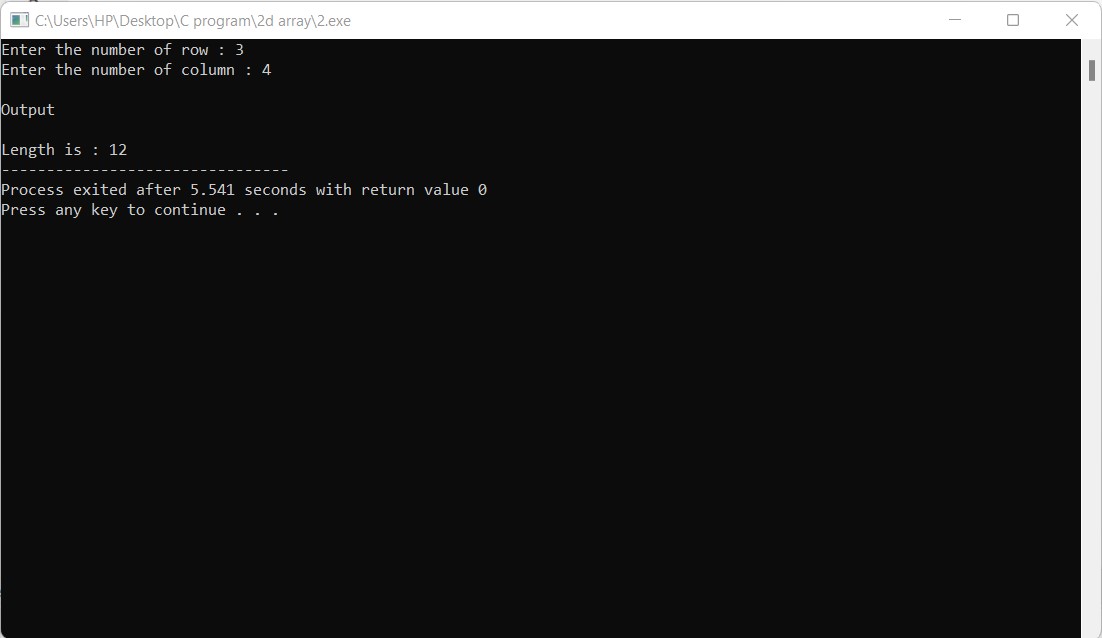 C:\Users\HP\Desktop\C program\2d array\2.exe
Enter the number of row : 3
Enter the number of column : 4
Output
Length is : 12
--------------------------------
Process exited after 5.541 seconds with return value 0
Press any key to continue . . .